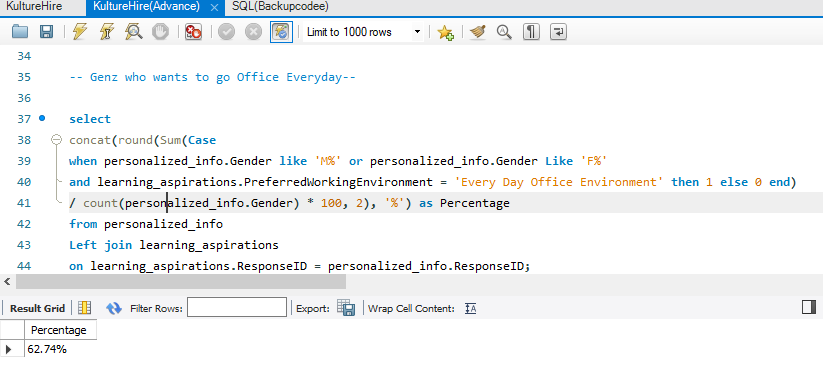 KultureHire KultureHire(Advance) SQL(Backupcodee)
Limit to 1000 rows
34
35 -- Genz who wants to go Office Everyday--
36
37 select
38 concat(round(Sum(Case
39 when personalized_info.Gender like 'M%' or personalized_info.Gender Like 'F%'
40 and learning_aspirations.PreferredWorkingEnvironment = 'Every Day Office Environment' then 1 else 0 end)
41 / count(personalized_info.Gender) * 100, 2), '%') as Percentage
42 from personalized_info
43 Left join learning_aspirations
44 on learning_aspirations.ResponseID = personalized_info.ResponseID;
Result Grid Filter Rows: Export: Wrap Cell Content:
Percentage
62.74%